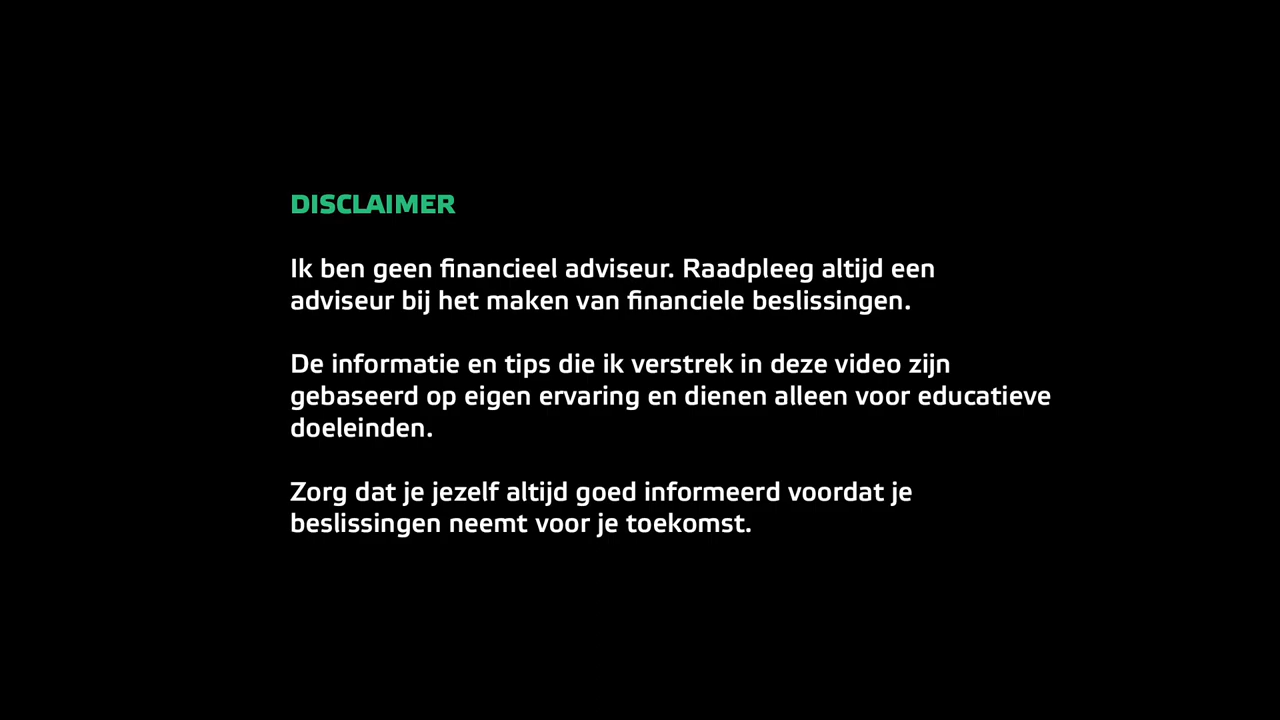 DISCLAIMER
Ik ben geen financieel adviseur. Raadpleeg altijd een
adviseur bij het maken van financiele beslissingen.
De informatie en tips die ik verstrek in deze video zijn
gebaseerd op eigen ervaring en dienen alleen voor educatieve
doeleinden.
Zorg dat je jezelf altijd goed informeerd voordat je
beslissingen neemt voor je toekomst.